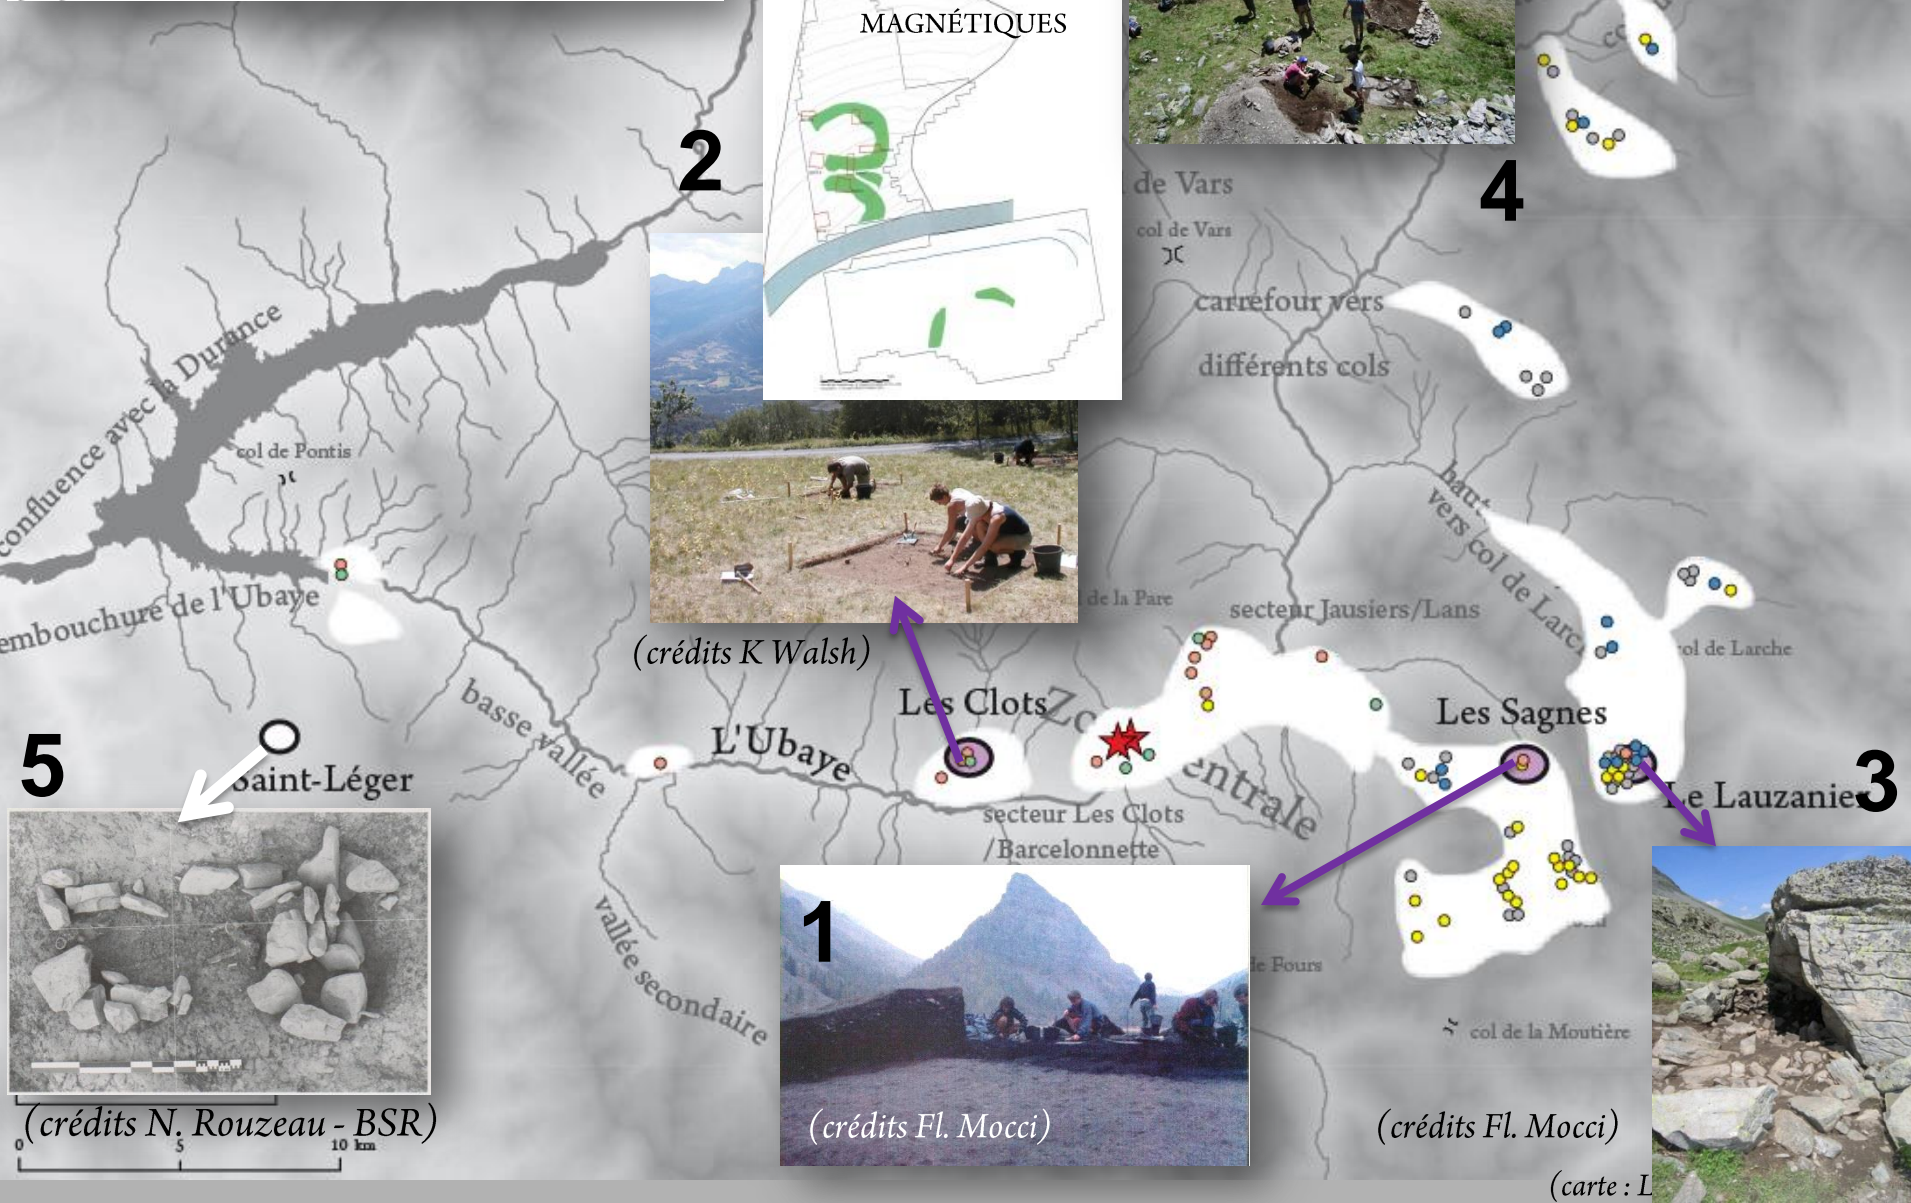 MAGNÉTIQUES
2
4
de Vars
col de Vars
carrefour vers
différents cols
confluence avec la Durance
col de Pontis
haut
vers col de Larche
embouchure de l'Ubaye
de la Pare
secteur Jausiers/Lans
col de Larche
(crédits K Walsh)
Les Clots
Les Sagnes
basse vallée
L'Ubaye
Zo
entrale
5
Saint-Léger
3
Le Lauzanier
secteur Les Clots
/Barcelonnette
vallée secondaire
1
de Fours
col de la Moutière
(crédits N. Rouzeau - BSR)
(crédits Fl. Mocci)
(crédits Fl. Mocci)
0 5 10 km
(carte : L